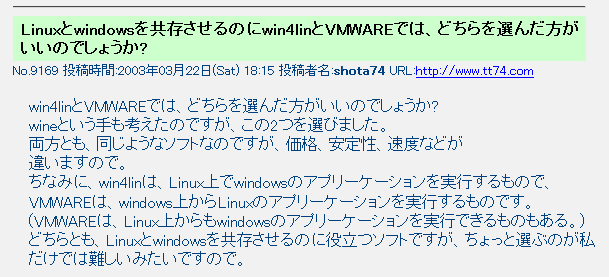 Linuxとwindowsを共存させるのにwin4linとVMWAREでは、どちらを選んだ方が
いいのでしょうか?
No.9169 投稿時間:2003年03月22日(Sat) 18:15 投稿者名:shota74 URL:http://www.tt74.com
win4linとVMWAREでは、どちらを選んだ方がいいのでしょうか?
wineという手も考えたのですが、この2つを選びました。
両方とも、同じようなソフトなのですが、価格、安定性、速度などが
違いますので。
ちなみに、win4linは、Linux上でwindowsのアプリーケーションを実行するもので、
VMWAREは、windows上からLinuxのアプリーケーションを実行するものです。
(VMWAREは、Linux上からもwindowsのアプリーケーションを実行できるものもある。)
どちらとも、Linuxとwindowsを共存させるのに役立つソフトですが、ちょっと選ぶのが私
だけでは難しいみたいですので。